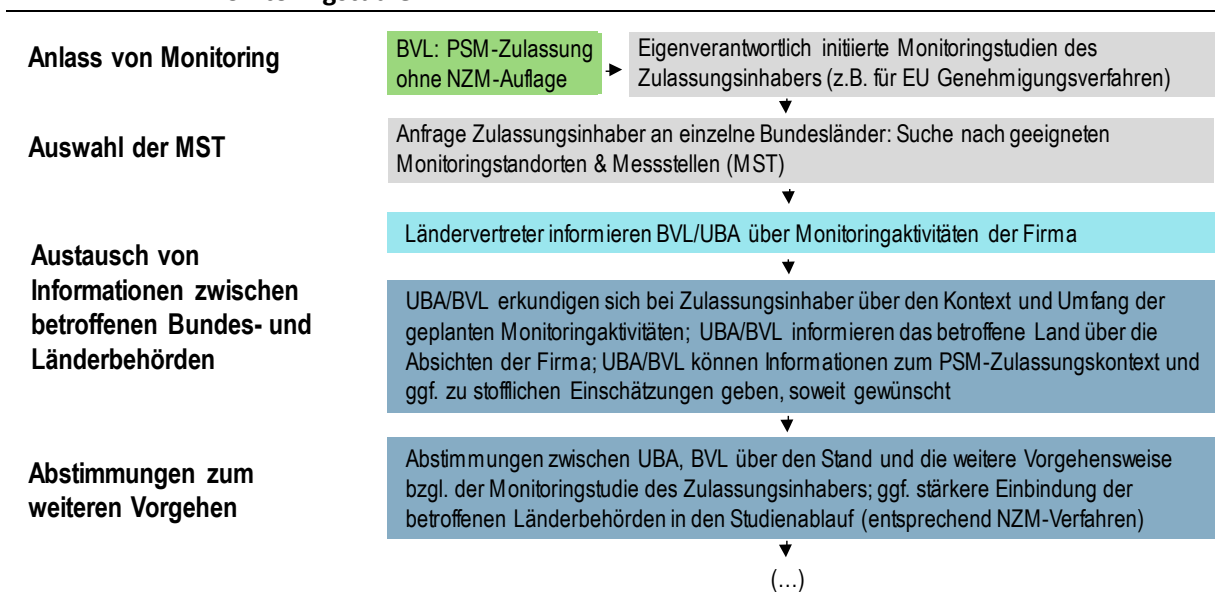 Anlass von Monitoring
BVL: PSM-Zulassung
ohne NZM-Auflage
Eigenverantwortlich initiierte Monitoringstudien des
Zulassungsinhabers (z.B. für EU Genehmigungsverfahren)
Auswahl der MST
Anfrage Zulassungsinhaber an einzelne Bundesländer: Suche nach geeigneten
Monitoringstandorten & Messstellen (MST)
Austausch von
Informationen zwischen
betroffenen Bundes- und
Länderbehörden
Ländervertreter informieren BVL/UBA über Monitoringaktivitäten der Firma
UBA/BVL erkundigen sich bei Zulassungsinhaber über den Kontext und Umfang der
geplanten Monitoringaktivitäten; UBA/BVL informieren das betroffene Land über die
Absichten der Firma; UBA/BVL können Informationen zum PSM-Zulassungskontext und
ggf. zu stofflichen Einschätzungen geben, soweit gewünscht
Abstimmungen zum
weiteren Vorgehen
Abstimmungen zwischen UBA, BVL über den Stand und die weitere Vorgehensweise
bzgl. der Monitoringstudie des Zulassungsinhabers; ggf. stärkere Einbindung der
betroffenen Länderbehörden in den Studienablauf (entsprechend NZM-Verfahren)
(...)